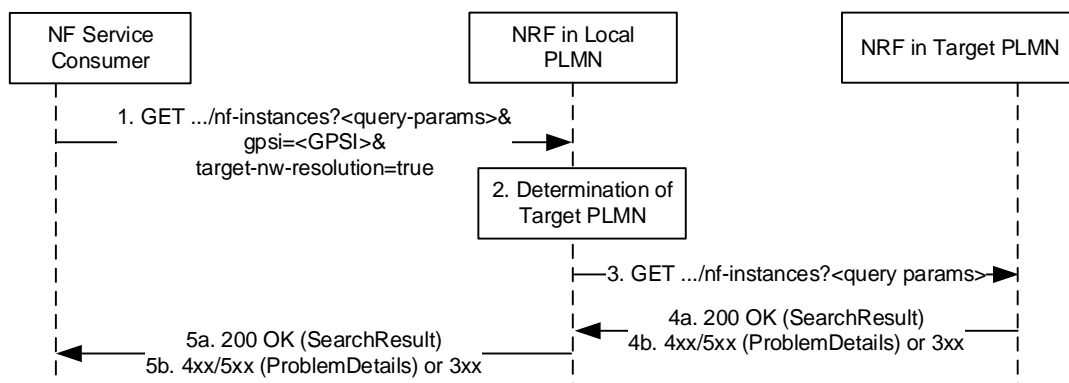 NF Service
Consumer
NRF in Local
PLMN
NRF in Target PLMN
1. GET .../nf-instances?<query-params>&
gpsi=<GPSI>&
target-nw-resolution=true
2. Determination of
Target PLMN
3. GET .../nf-instances?<query params>
4a. 200 OK (SearchResult)
4b. 4xx/5xx (ProblemDetails) or 3xx
5a. 200 OK (SearchResult)
5b. 4xx/5xx (ProblemDetails) or 3xx